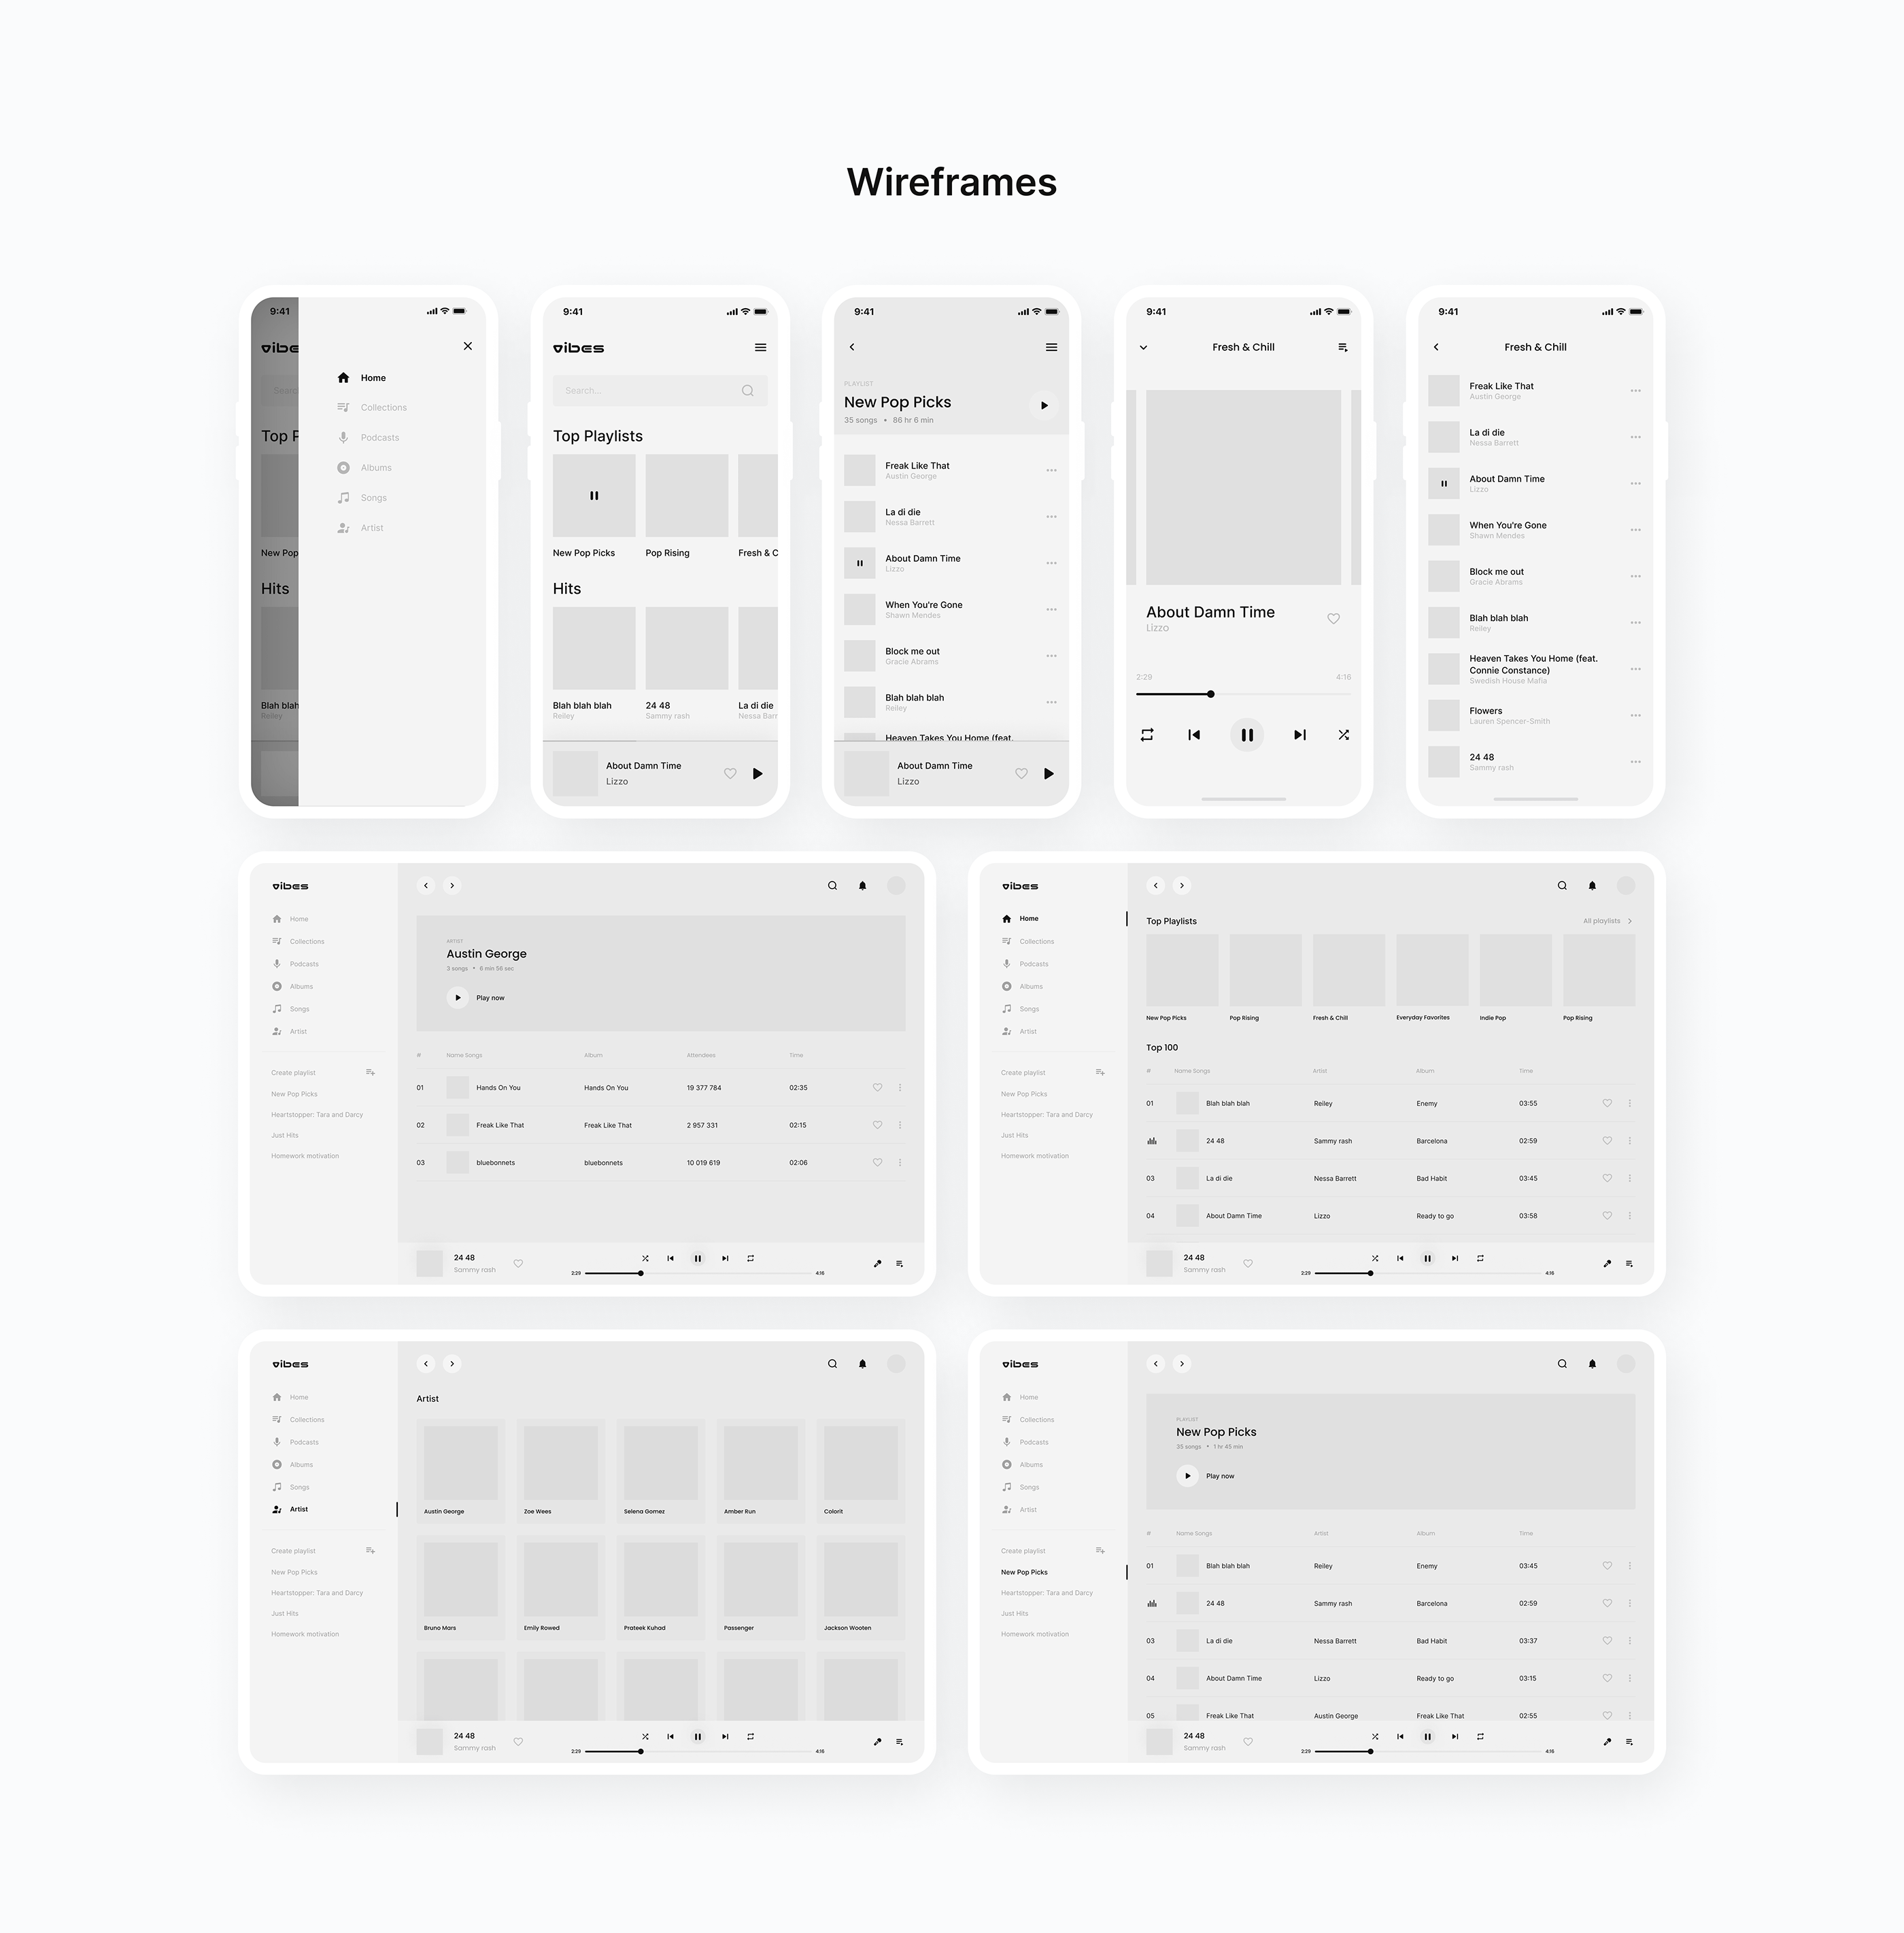 Wireframes
9:41
vibes
Search
Top P
New Pop
Hits
Blah blah
Reiley
Home
Collections
Podcasts
Albums
Songs
Artist
9:41
vibes
Search...
Top Playlists
New Pop Picks
Pop Rising
Fresh & C
Hits
Blah blah blah
Reiley
24 48
Sammy rash
La di die
Nessa Barr
About Damn Time
Lizzo
9:41
PLAYLIST
New Pop Picks
35 songs • 86 hr 6 min
Freak Like That
Austin George
La di die
Nessa Barrett
About Damn Time
Lizzo
When You're Gone
Shawn Mendes
Block me out
Gracie Abrams
Blah blah blah
Reiley
Heaven Takes You Home (feat.
About Damn Time
Lizzo
9:41
Fresh & Chill
About Damn Time
Lizzo
2:29 4:16
9:41
Fresh & Chill
Freak Like That
Austin George
La di die
Nessa Barrett
About Damn Time
Lizzo
When You're Gone
Shawn Mendes
Block me out
Gracie Abrams
Blah blah blah
Reiley
Heaven Takes You Home (feat.
Connie Constance)
Swedish House Mafia
Flowers
Lauren Spencer-Smith
24 48
Sammy rash
vibes
Home
Collections
Podcasts
Albums
Songs
Artist
Create playlist
New Pop Picks
Heartstopper: Tara and Darcy
Just Hits
Homework motivation
ARTIST
Austin George
3 songs • 6 min 56 sec
Play now
# Name Songs Album Attendees Time
01 Hands On You Hands On You 19 377 784 02:35
02 Freak Like That Freak Like That 2 957 331 02:15
03 bluebonnets bluebonnets 10 019 619 02:06
24 48
Sammy rash
2:29 4:16
vibes
Home
Collections
Podcasts
Albums
Songs
Artist
Create playlist
New Pop Picks
Heartstopper: Tara and Darcy
Just Hits
Homework motivation
Top Playlists All playlists
New Pop Picks Pop Rising Fresh & Chill Everyday Favorites Indie Pop Pop Rising
Top 100
# Name Songs Artist Album Time
01 Blah blah blah Reiley Enemy 03:55
24 48 Sammy rash Barcelona 02:59
03 La di die Nessa Barrett Bad Habit 03:45
04 About Damn Time Lizzo Ready to go 03:58
24 48
Sammy rash
2:29 4:16
vibes
Home
Collections
Podcasts
Albums
Songs
Artist
Create playlist
New Pop Picks
Heartstopper: Tara and Darcy
Just Hits
Homework motivation
Artist
Austin George Zoe Wees Selena Gomez Amber Run Colorit
Bruno Mars Emily Rowed Prateek Kuhad Passenger Jackson Wooten
24 48
Sammy rash
2:29 4:16
vibes
Home
Collections
Podcasts
Albums
Songs
Artist
Create playlist
New Pop Picks
Heartstopper: Tara and Darcy
Just Hits
Homework motivation
PLAYLIST
New Pop Picks
35 songs • 1 hr 45 min
Play now
# Name Songs Artist Album Time
01 Blah blah blah Reiley Enemy 03:45
24 48 Sammy rash Barcelona 02:59
03 La di die Nessa Barrett Bad Habit 03:37
04 About Damn Time Lizzo Ready to go 03:15
05 Freak Like That Austin George Freak Like That 02:55
24 48
Sammy rash
2:29 4:16